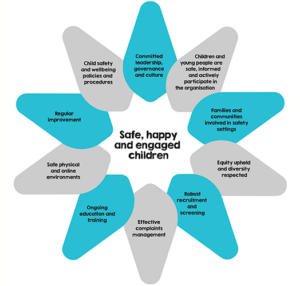 Committed
leadership,
governance
and culture
Children and
young people are
safe, informed
and actively
participate in
the organisation
Families and
communities
involved in safety
settings
Equity upheld
and diversity
respected
Robust
recruitment
and
screening
Effective
complaints
management
Ongoing
education and
training
Safe physical
and online
environments
Regular
improvement
Child safety
and wellbeing
policies and
procedures
Safe, happy
and engaged
children